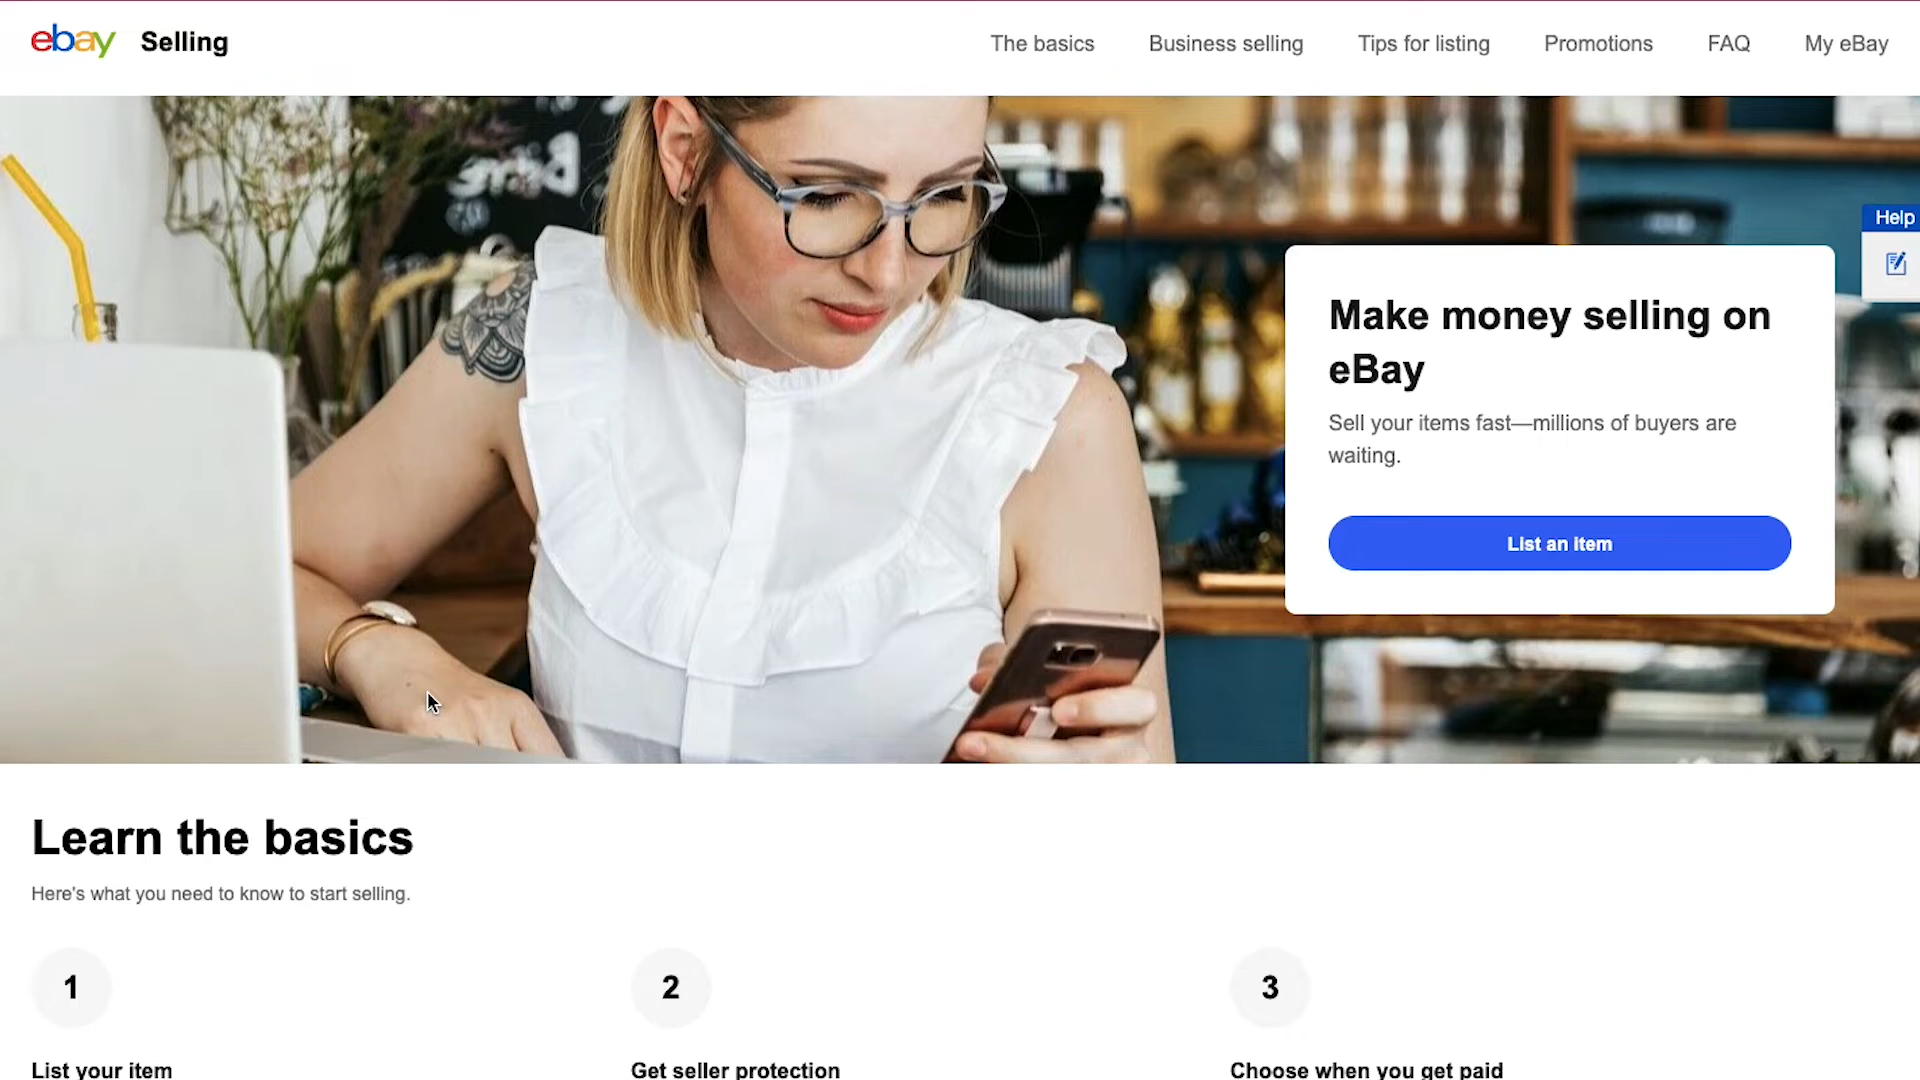 ebay Selling The basics Business selling Tips for listing Promotions FAQ My eBay
Help
Make money selling on
eBay
Sell your items fast—millions of buyers are
waiting.
List an item
Learn the basics
Here's what you need to know to start selling.
1 2 3
List your item Get seller protection Choose when you get paid